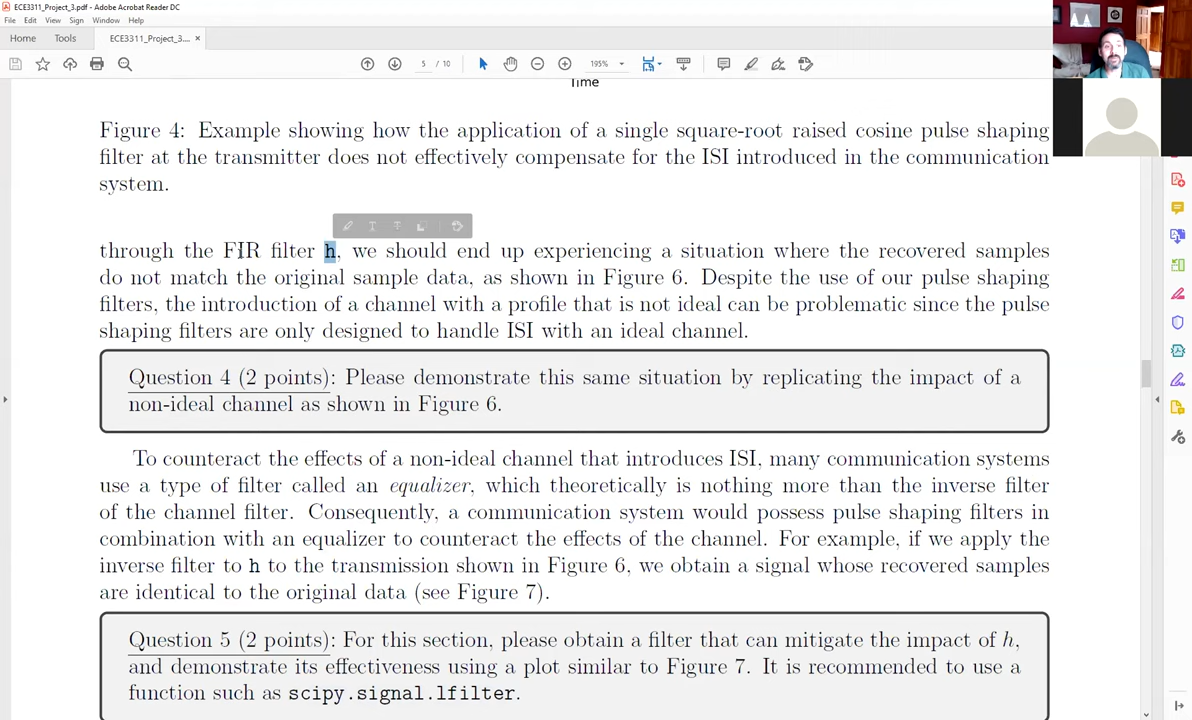 ECE3311_Project_3.pdf - Adobe Acrobat Reader DC
File Edit View Sign Window Help
Home Tools ECE3311_Project_3.... ×
5 / 10 195%
Time
Figure 4: Example showing how the application of a single square-root raised cosine pulse shaping
filter at the transmitter does not effectively compensate for the ISI introduced in the communication
system.
through the FIR filter h, we should end up experiencing a situation where the recovered samples
do not match the original sample data, as shown in Figure 6. Despite the use of our pulse shaping
filters, the introduction of a channel with a profile that is not ideal can be problematic since the pulse
shaping filters are only designed to handle ISI with an ideal channel.
Question 4 (2 points): Please demonstrate this same situation by replicating the impact of a
non-ideal channel as shown in Figure 6.
To counteract the effects of a non-ideal channel that introduces ISI, many communication systems
use a type of filter called an equalizer, which theoretically is nothing more than the inverse filter
of the channel filter. Consequently, a communication system would possess pulse shaping filters in
combination with an equalizer to counteract the effects of the channel. For example, if we apply the
inverse filter to h to the transmission shown in Figure 6, we obtain a signal whose recovered samples
are identical to the original data (see Figure 7).
Question 5 (2 points): For this section, please obtain a filter that can mitigate the impact of h,
and demonstrate its effectiveness using a plot similar to Figure 7. It is recommended to use a
function such as scipy.signal.lfilter.